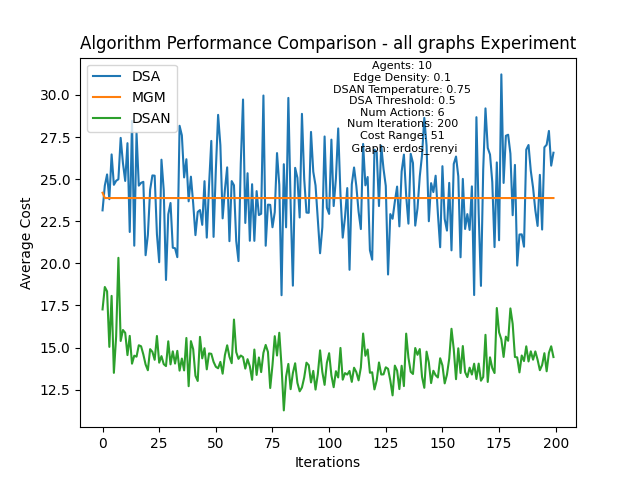 Algorithm Performance Comparison - all graphs Experiment
DSA
MGM
DSAN
Agents: 10
Edge Density: 0.1
DSAN Temperature: 0.75
DSA Threshold: 0.5
Num Actions: 6
Num Iterations: 200
Cost Range: 51
Graph: erdos_renyi
Average Cost
30.0
27.5
25.0
22.5
20.0
17.5
15.0
12.5
0 25 50 75 100 125 150 175 200
Iterations